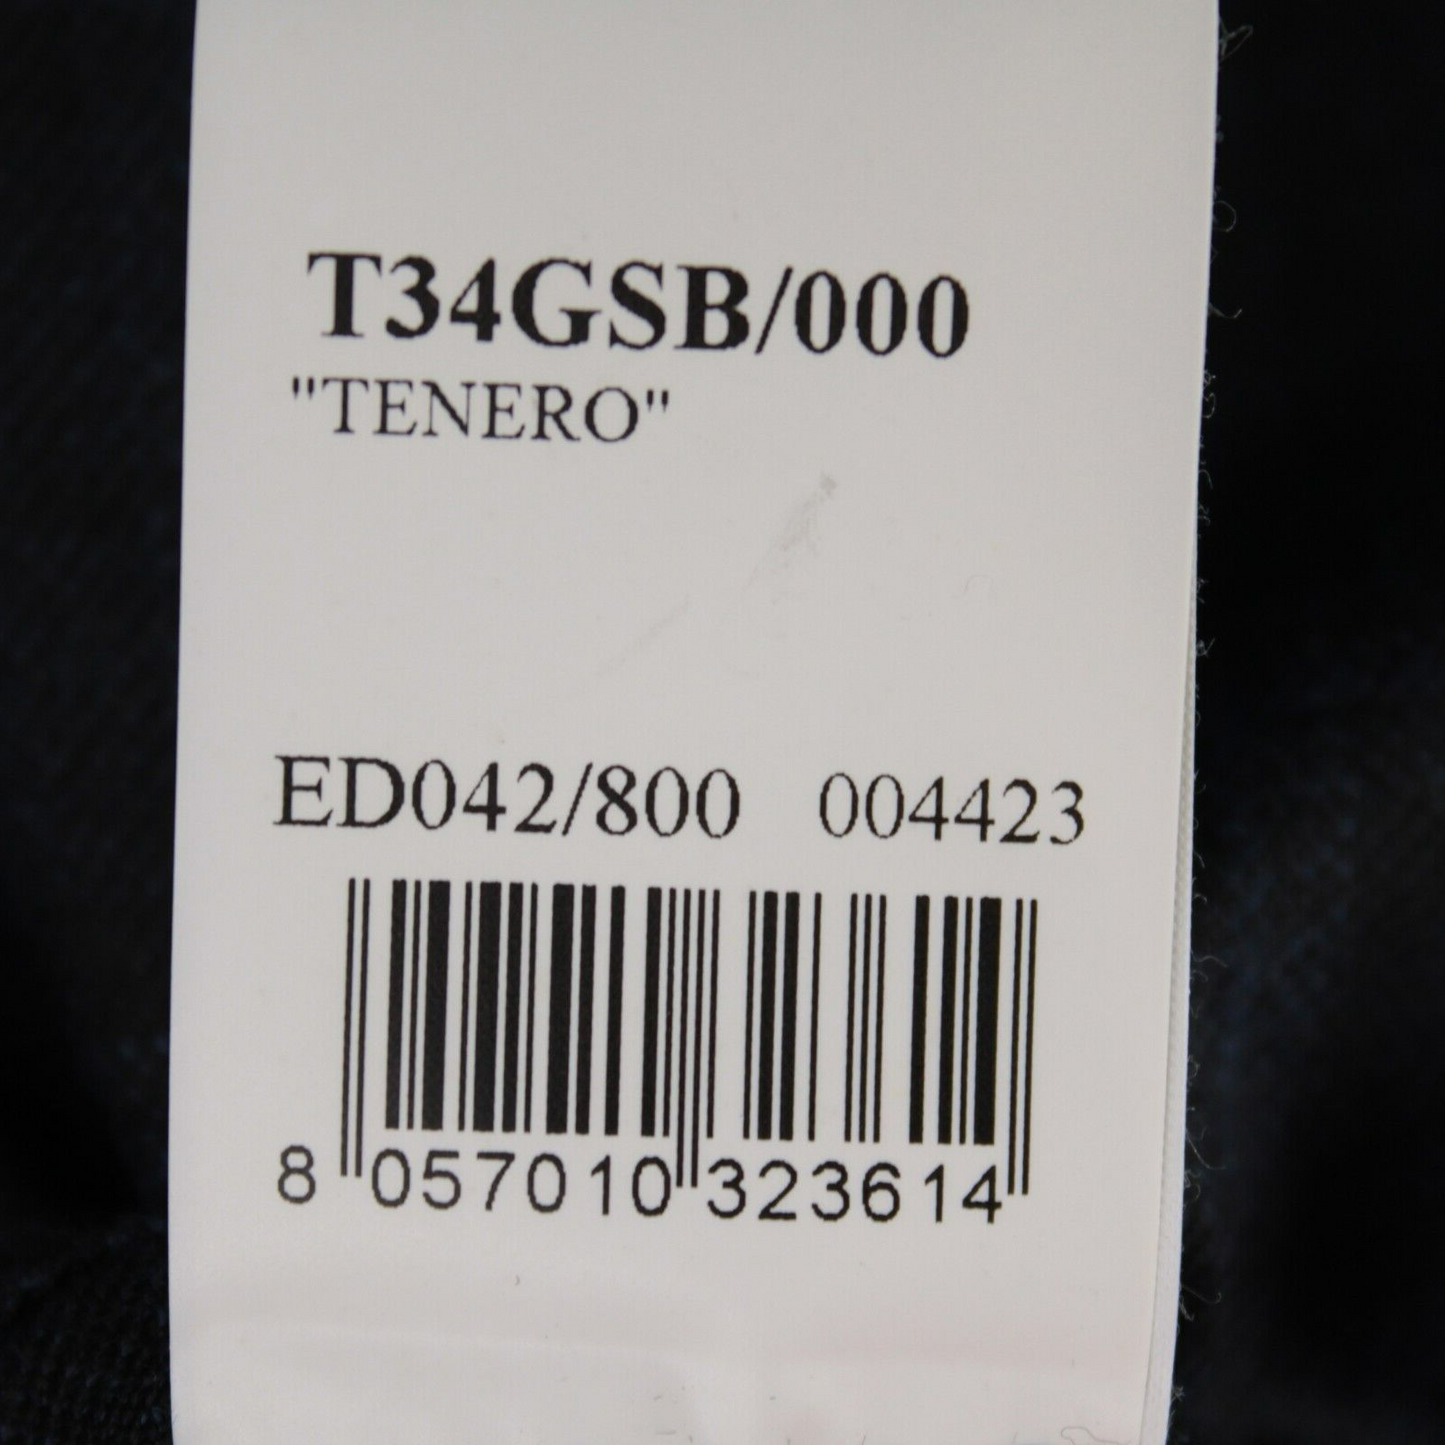 T34GSB/000
"TENERO"
ED042/800 004423
8 057010 323614